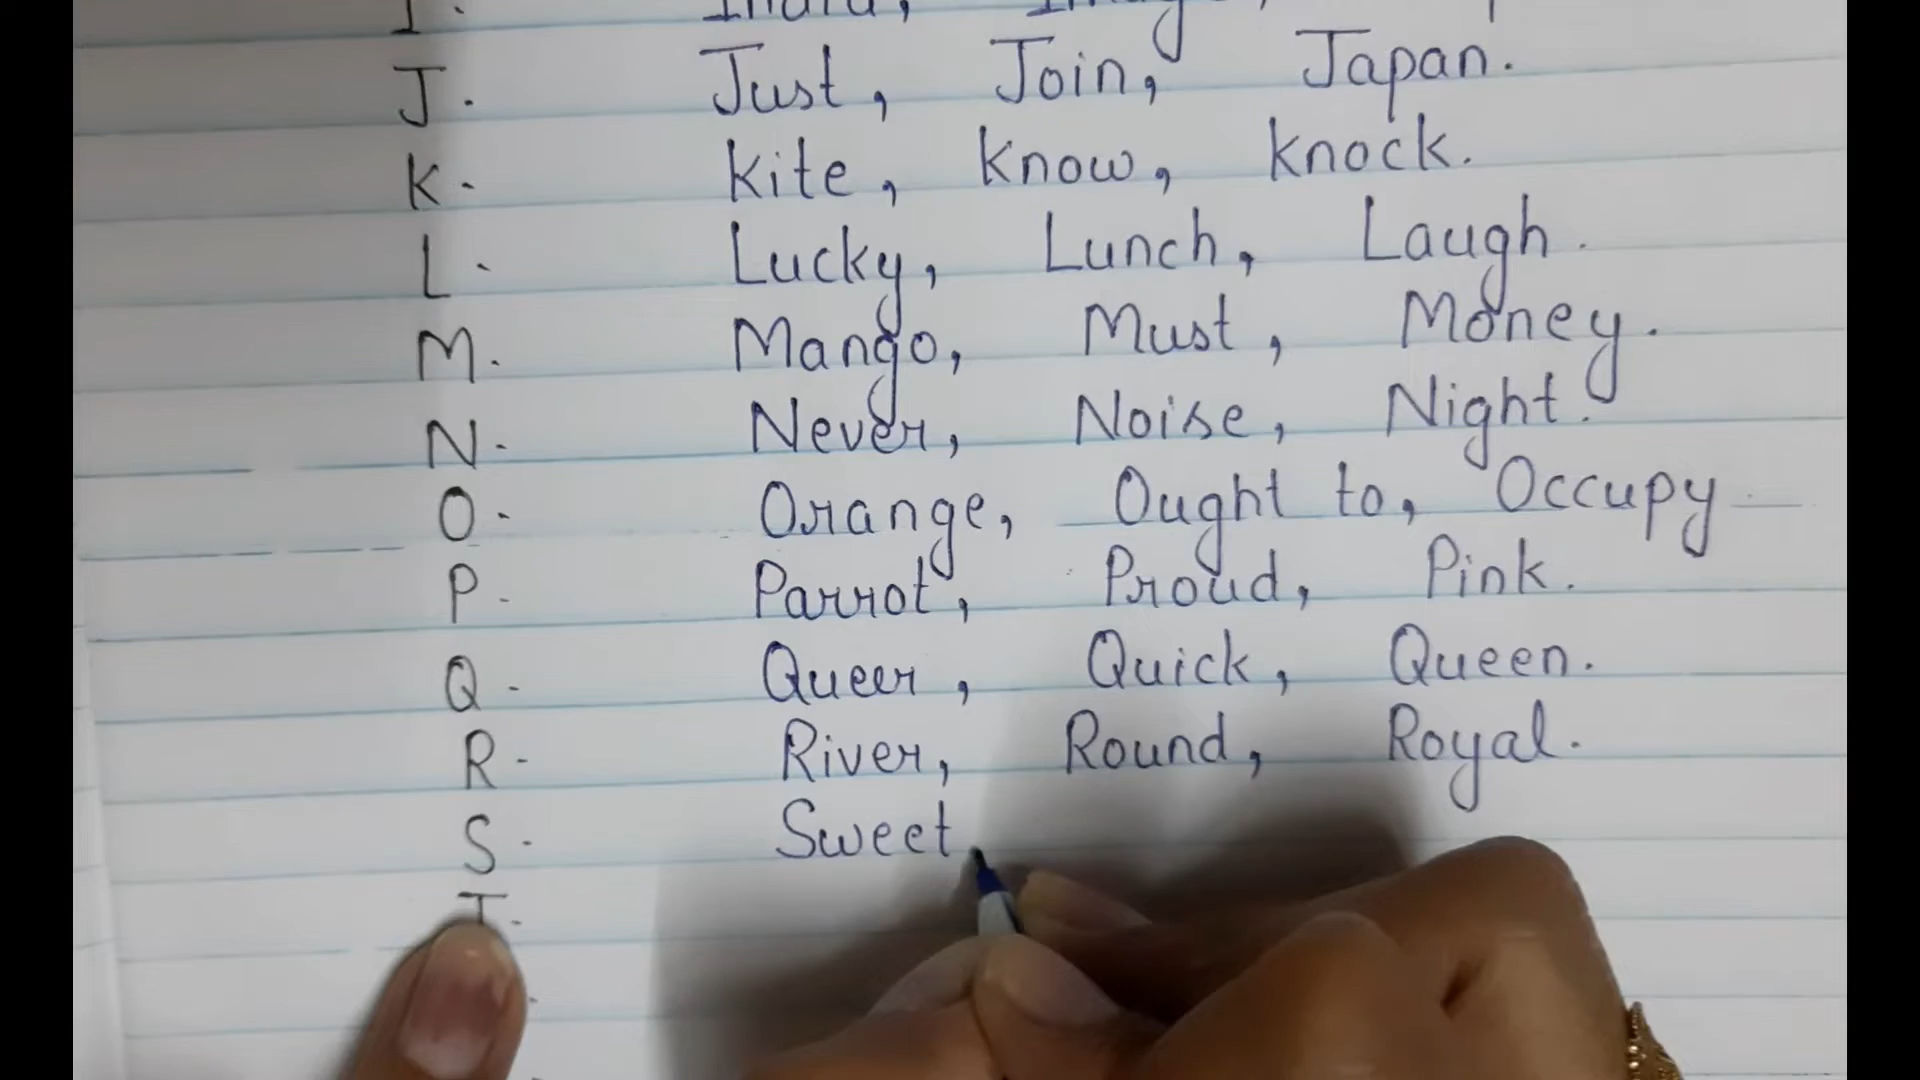 I. India,
J. Just, Join, Japan.
K. Kite, Know, Knock.
L. Lucky, Lunch, Laugh.
M. Mango, Must, Money.
N. Never, Noise, Night.
O. Orange, Ought to, Occupy
P. Parrot, Proud, Pink.
Q. Queer, Quick, Queen.
R. River, Round, Royal.
S. Sweet
T.